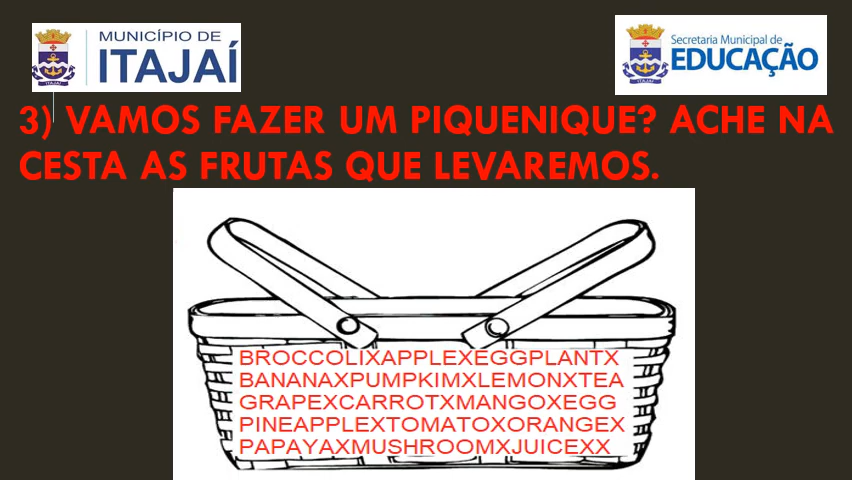 MUNICÍPIO DE
ITAJAÍ
Secretaria Municipal de
EDUCAÇÃO
3) VAMOS FAZER UM PIQUENIQUE? ACHE NA
CESTA AS FRUTAS QUE LEVAREMOS.
BROCCOLIXAPPLEXEGGPLANTX
BANANAXPUMPKIMXLEMONXTEA
GRAPEXCARROTXMANGOXEGG
PINEAPPLEXTOMATOXORANGEX
PAPAYAXMUSHROOMXJUICEXX